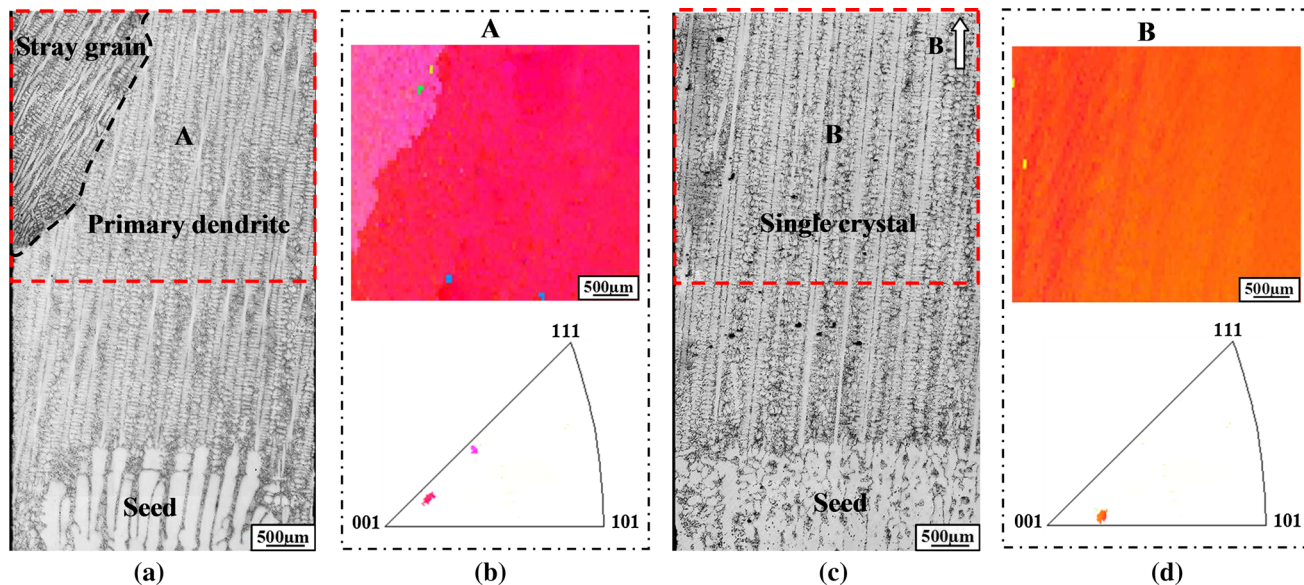 Stray grain
A
Primary dendrite
Seed
500μm
A
500μm
111
001
101
B
B
Single crystal
Seed
500μm
B
500μm
111
001
101
(a)
(b)
(c)
(d)